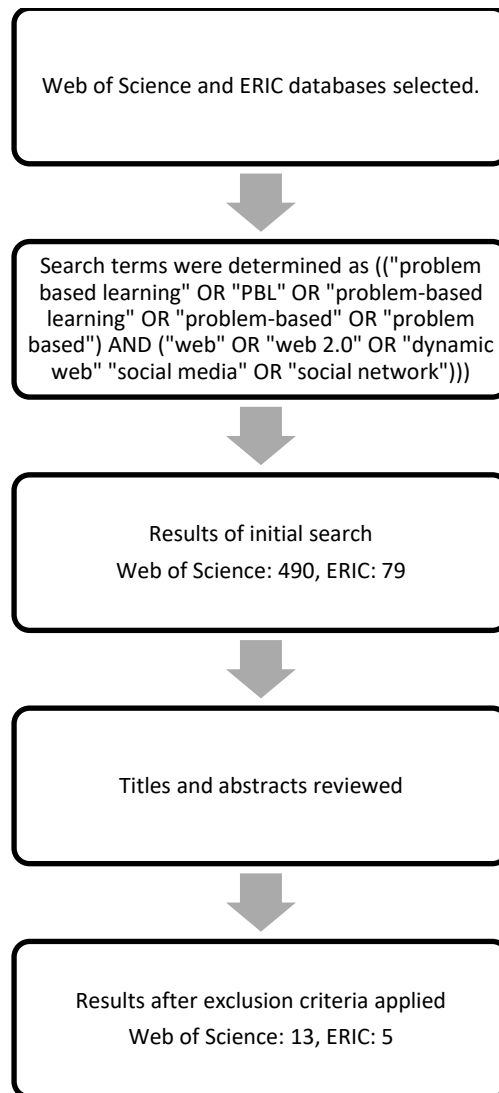 Web of Science and ERIC databases selected.
Search terms were determined as (("problem
based learning" OR "PBL" OR "problem-based
learning" OR "problem-based" OR "problem
based") AND ("web" OR "web 2.0" OR "dynamic
web" "social media" OR "social network")))
Results of initial search
Web of Science: 490, ERIC: 79
Titles and abstracts reviewed
Results after exclusion criteria applied
Web of Science: 13, ERIC: 5